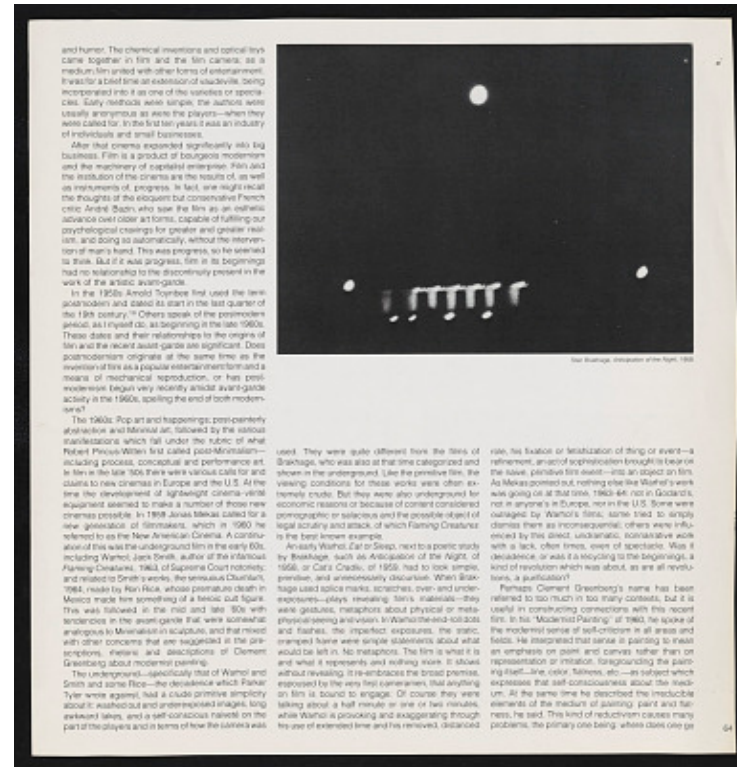 and humor. The chemical inventions and optical toys
came together in film and the film camera; as a
medium film united with other forms of entertainment.
It was for a brief time an extension of vaudeville, being
incorporated into it as one of the varieties or specta-
cles. Early methods were simple; the authors were
usually anonymous as were the players—when they
were called for. In the first ten years it was an industry
of individuals and small businesses.
After that cinema expanded significantly into big
business. Film is a product of bourgeois modernism
and the machinery of capitalist enterprise. Film and
the institution of the cinema are the results of, as well
as instruments of, progress. In fact, one might recall
the thoughts of the eloquent but conservative French
critic André Bazin, who saw the film as an esthetic
advance over older art forms, capable of fulfilling our
psychological cravings for greater and greater real-
ism, and doing so automatically, without the interven-
tion of man's hand. This was progress, so he seemed
to think. But if it was progress, film in its beginnings
had no relationship to the discontinuity present in the
work of the artistic avant-garde.
In the 1950s Arnold Toynbee first used the term
postmodern and dated its start in the last quarter of
the 19th century. Others speak of the postmodern
period, as I myself do, as beginning in the late 1960s.
These dates and their relationships to the origins of
film and the recent avant-garde are significant. Does
postmodernism originate at the same time as the
invention of film as a popular entertainment form and a
means of mechanical reproduction, or has post-
modernism begun very recently amidst avant-garde
activity in the 1960s, spelling the end of both modern-
isms?
The 1960s: Pop art and happenings; post-painterly
abstraction and Minimal art, followed by the various
manifestations which fall under the rubric of what
Robert Pincus-Witten first called post-Minimalism—
including process, conceptual and performance art.
In film in the late '50s there were various calls for and
claims to new cinemas in Europe and the U.S. At the
time the development of lightweight cinema-vérité
equipment seemed to make a number of those new
cinemas possible. In 1959 Jonas Mekas called for a
new generation of filmmakers, which in 1960 he
referred to as the New American Cinema. A continu-
ation of this was the underground film in the early 60s,
including Warhol, Jack Smith, author of the infamous
Flaming Creatures, 1963, of Supreme Court notoriety,
and related to Smith's works, the sensuous Chumlum,
1964, made by Ron Rice, whose premature death in
Mexico made him something of a heroic cult figure.
This was followed in the mid and late '60s with
tendencies in the avant-garde that were somewhat
analogous to Minimalism in sculpture, and that mixed
with other concerns that are suggested in the pre-
scriptions, rhetoric and descriptions of Clement
Greenberg about modernist painting.
The underground—specifically that of Warhol and
Smith and some Rice—the decadence which Parker
Tyler wrote against, had a crude primitive simplicity
about it: washed out and underexposed images, long
awkward takes, and a self-conscious naiveté on the
part of the players and in terms of how the camera was
Stan Brakhage, Anticipation of the Night, 1958
used. They were quite different from the films of
Brakhage, who was also at that time categorized and
shown in the underground. Like the primitive film, the
viewing conditions for these works were often ex-
tremely crude. But they were also underground for
economic reasons or because of content considered
pornographic or salacious and the possible object of
legal scrutiny and attack, of which Flaming Creatures
is the best known example.
An early Warhol, Eat or Sleep, next to a poetic study
by Brakhage, such as Anticipation of the Night, of
1958, or Cat's Cradle, of 1959, had to look simple,
primitive, and unnecessarily discursive. When Brak-
hage used splice marks, scratches, over- and under-
exposures—plays revealing film's materials—they
were gestures, metaphors about physical or meta-
physical seeing and vision. In Warhol the end-roll dots
and flashes, the imperfect exposures, the static,
cramped frame were simple statements about what
would be left in. No metaphors. The film is what it is
and what it represents and nothing more. It shows
without revealing. It re-embraces the broad premise,
espoused by the very first cameramen, that anything
on film is bound to engage. Of course they were
talking about a half minute or one or two minutes,
while Warhol is provoking and exaggerating through
his use of extended time and his removed, distanced
role, his fixation or fetishization of thing or event—a
refinement, an act of sophistication brought to bear on
the naive, primitive film event—into an object on film.
As Mekas pointed out, nothing else like Warhol's work
was going on at that time, 1963-64: not in Godard's,
not in anyone's in Europe, nor in the U.S. Some were
outraged by Warhol's films; some tried to simply
dismiss them as inconsequential; others were influ-
enced by this direct, undramatic, nonnarrative work
with a lack, often times, even of spectacle. Was it
decadence, or was it a recycling to the beginnings, a
kind of revolution which was about, as are all revolu-
tions, a purification?
Perhaps Clement Greenberg's name has been
referred to too much in too many contexts, but it is
useful in constructing connections with this recent
film. In his "Modernist Painting" of 1960, he spoke of
the modernist sense of self-criticism in all areas and
fields. He interpreted that sense in painting to mean
an emphasis on paint and canvas rather than on
representation or imitation, foregrounding the paint-
ing itself—line, color, flatness, etc.—as subject which
expresses that self-consciousness about the medi-
um. At the same time he described the irreducible
elements of the medium of painting: paint and flat-
ness, he said. This kind of reductivism causes many
problems, the primary one being: where does one go
64